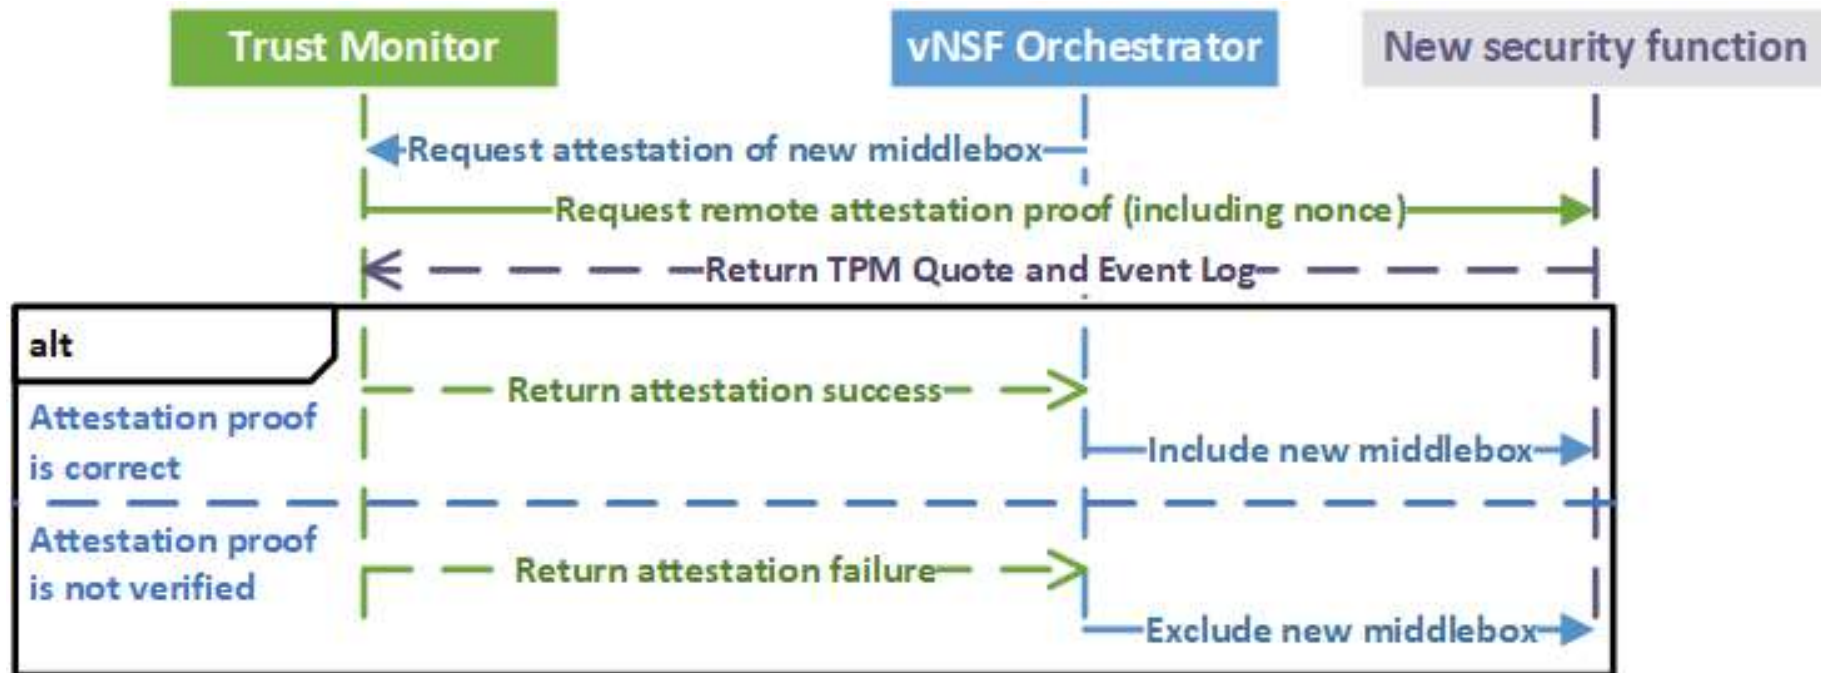 Trust Monitor
vNSF Orchestrator
New security function
Request attestation of new middlebox
Request remote attestation proof (including nonce)
Return TPM Quote and Event Log
alt
Return attestation success
Attestation proof
is correct
Include new middlebox
Attestation proof
is not verified
Return attestation failure
Exclude new middlebox